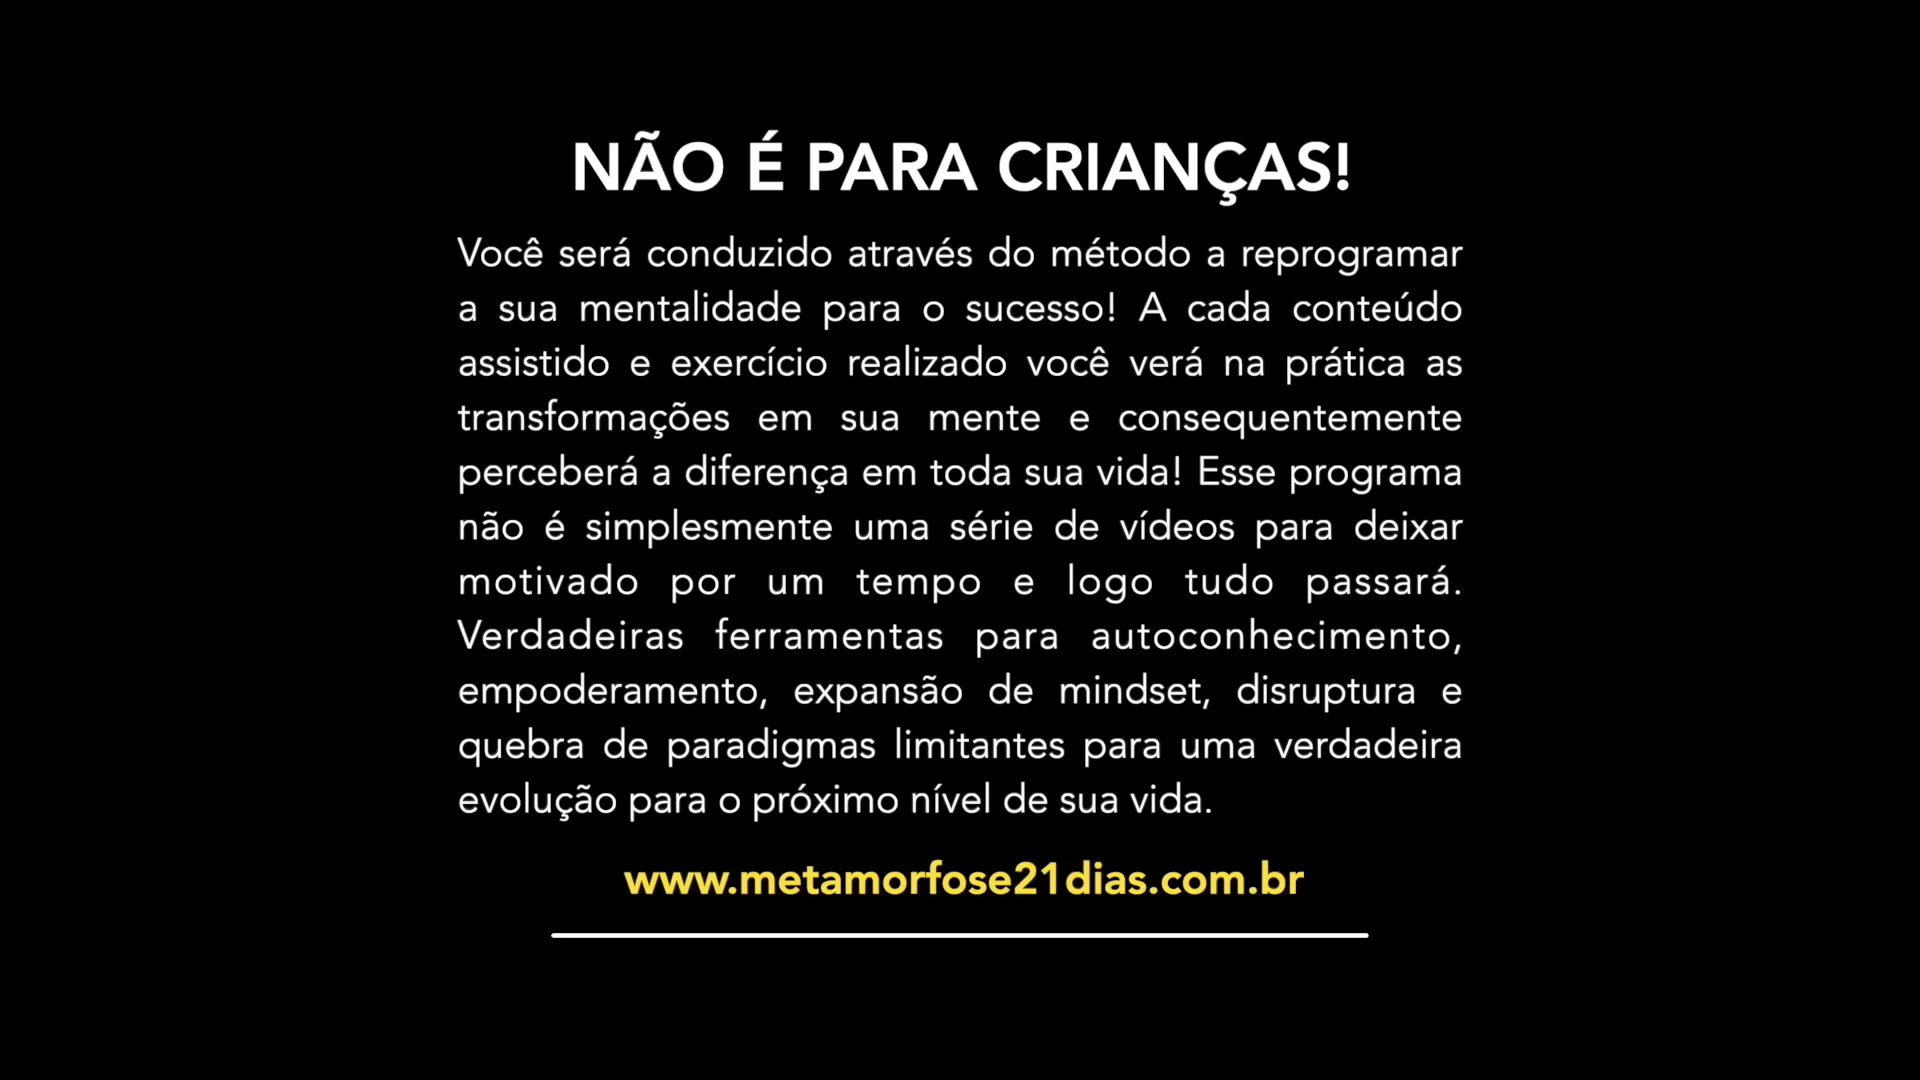 NÃO É PARA CRIANÇAS!
Você será conduzido através do método a reprogramar
a sua mentalidade para o sucesso! A cada conteúdo
assistido e exercício realizado você verá na prática as
transformações em sua mente e consequentemente
perceberá a diferença em toda sua vida! Esse programa
não é simplesmente uma série de vídeos para deixar
motivado por um tempo e logo tudo passará.
Verdadeiras ferramentas para autoconhecimento,
empoderamento, expansão de mindset, disruptura e
quebra de paradigmas limitantes para uma verdadeira
evolução para o próximo nível de sua vida.
www.metamorfose21dias.com.br